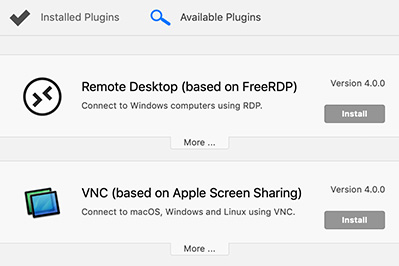 Installed Plugins
Available Plugins
Remote Desktop (based on FreeRDP)
Version 4.0.0
Connect to Windows computers using RDP.
Install
More ...
VNC (based on Apple Screen Sharing)
Version 4.0.0
Connect to macOS, Windows and Linux using VNC.
Install
More ...